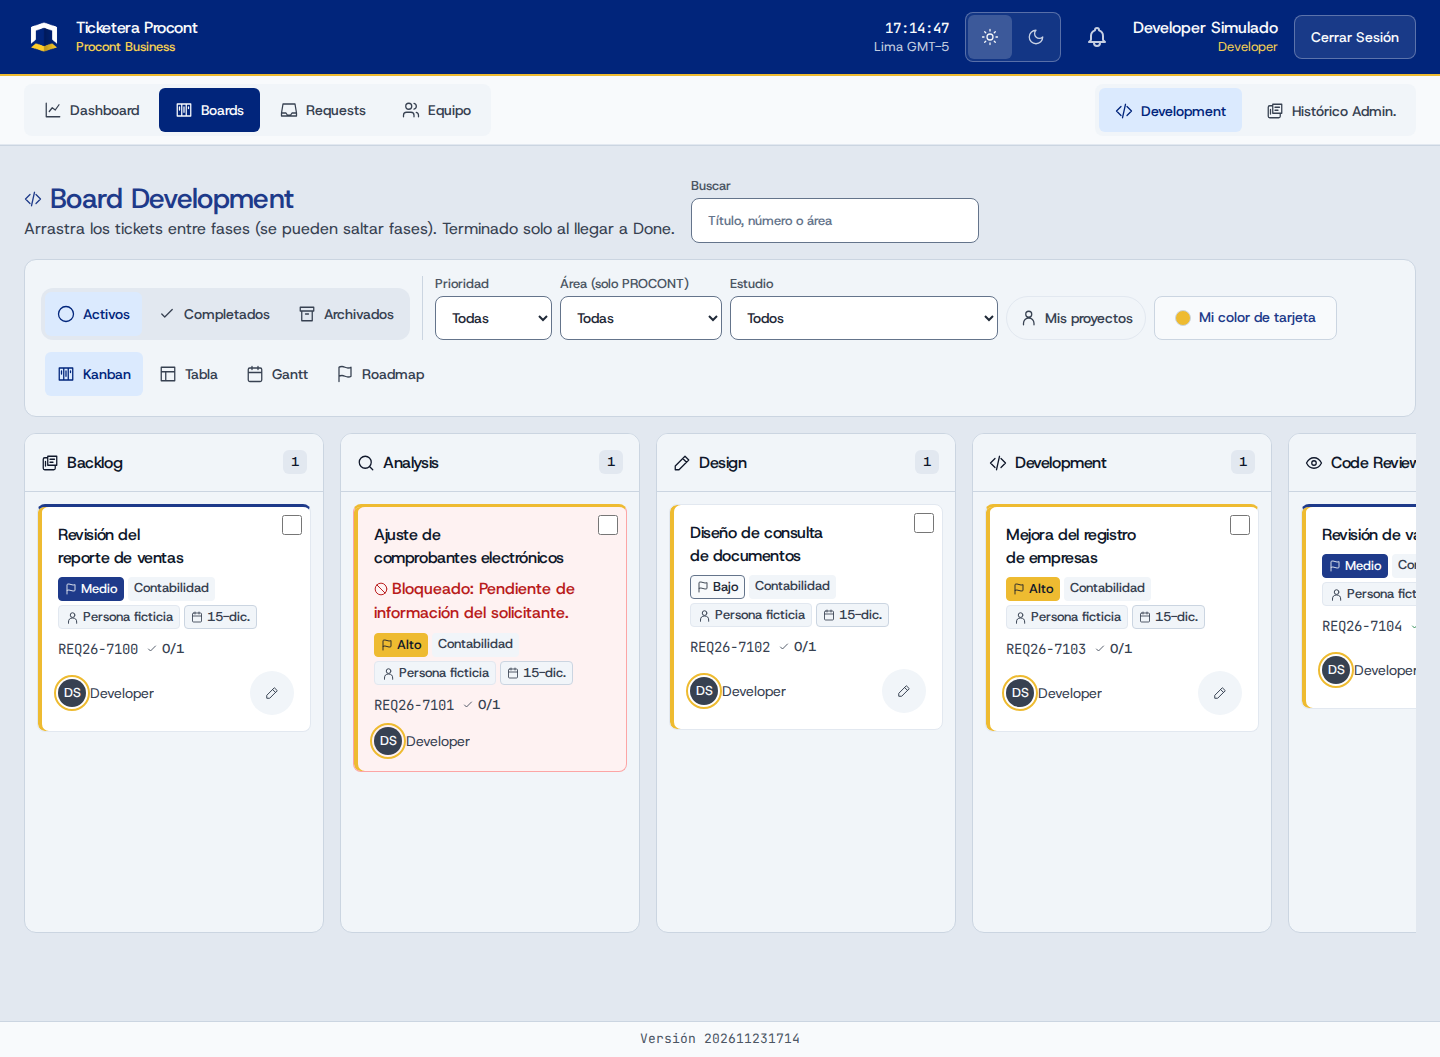 Ticketera Procont
Procont Business
17:14:47
Lima GMT-5
Developer Simulado
Developer
Cerrar Sesión
Dashboard
Boards
Requests
Equipo
Development
Histórico Admin.
Board Development
Arrastra los tickets entre fases (se pueden saltar fases). Terminado solo al llegar a Done.
Buscar
Título, número o área
Activos
Completados
Archivados
Prioridad
Todas
Área (solo PROCONT)
Todas
Estudio
Todos
Mis proyectos
Mi color de tarjeta
Kanban
Tabla
Gantt
Roadmap
Backlog
1
Revisión del
reporte de ventas
Medio
Contabilidad
Persona ficticia
15-dic.
REQ26-7100
0/1
DS
Developer
Analysis
1
Ajuste de
comprobantes electrónicos
Bloqueado: Pendiente de
información del solicitante.
Alto
Contabilidad
Persona ficticia
15-dic.
REQ26-7101
0/1
DS
Developer
Design
1
Diseño de consulta
de documentos
Bajo
Contabilidad
Persona ficticia
15-dic.
REQ26-7102
0/1
DS
Developer
Development
1
Mejora del registro
de empresas
Alto
Contabilidad
Persona ficticia
15-dic.
REQ26-7103
0/1
DS
Developer
Code Review
Revisión de
Medio
Persona
REQ26-7104
DS
Developer
Versión 202611231714